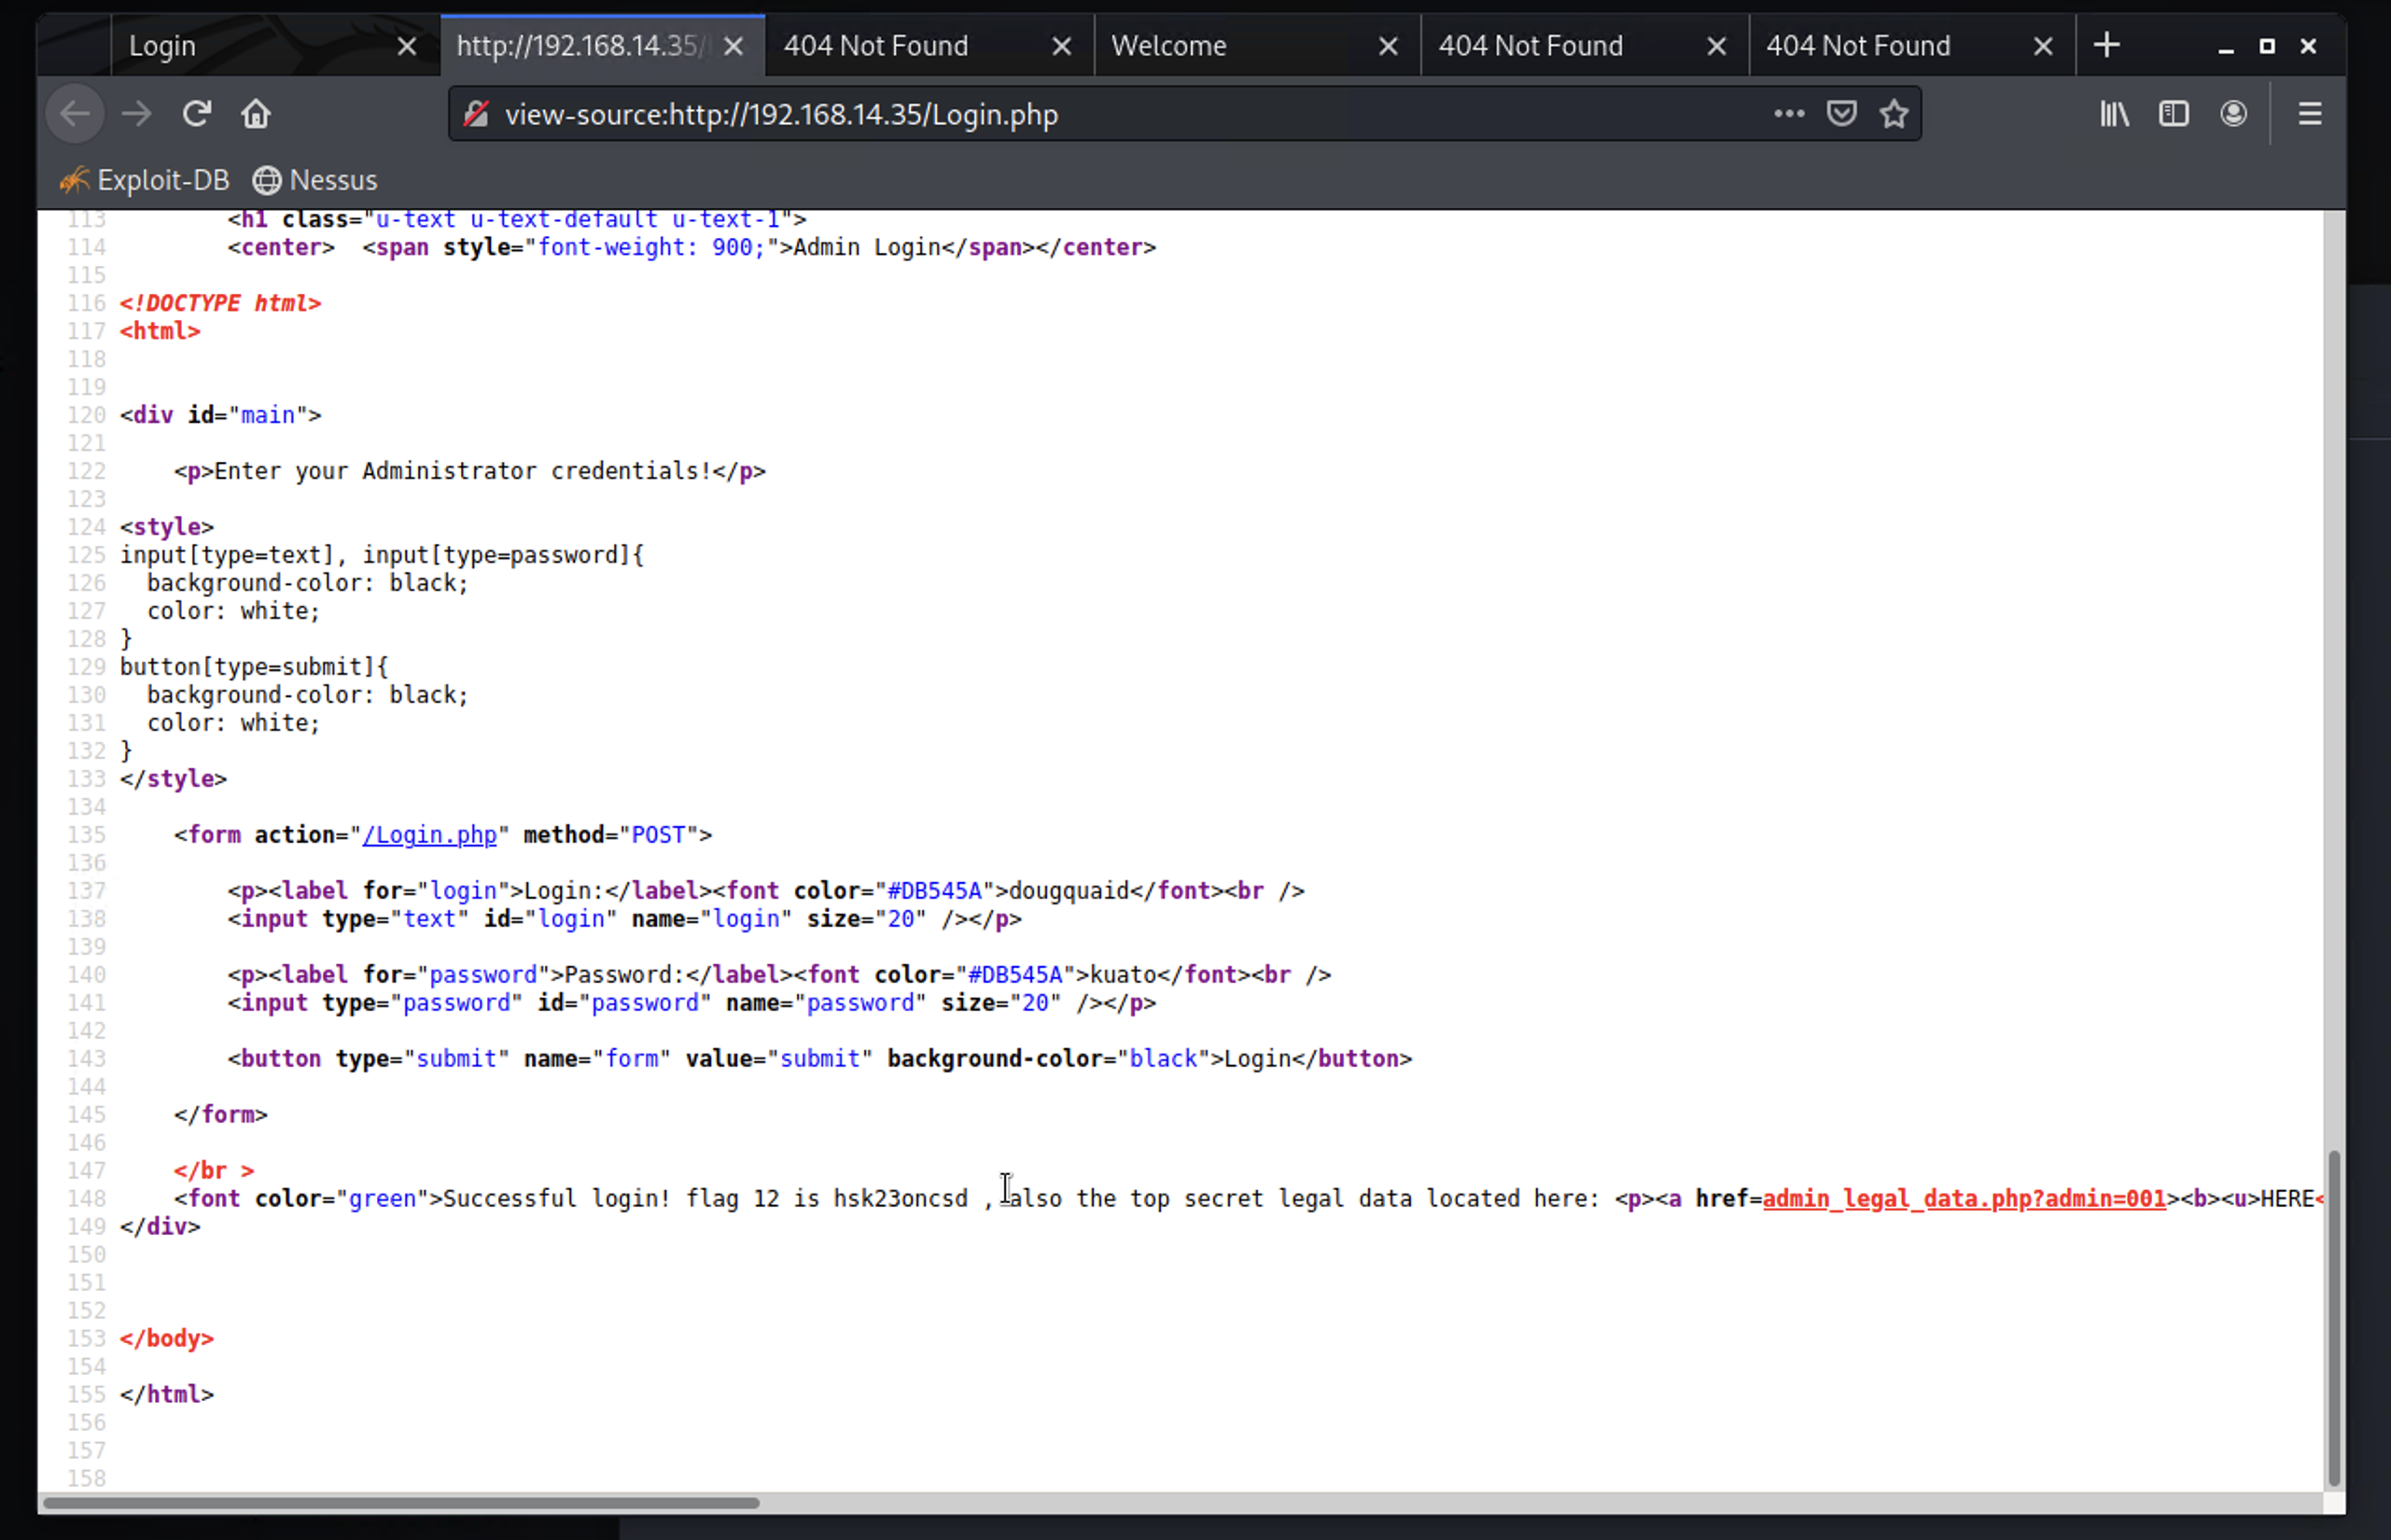 Login
http://192.168.14.35/
404 Not Found
Welcome
404 Not Found
404 Not Found
view-source:http://192.168.14.35/Login.php
Exploit-DB
Nessus
113 <h1 class="u-text u-text-default u-text-1">
114 <center>  <span style="font-weight: 900;">Admin Login</span></center>
115
116 <!DOCTYPE html>
117 <html>
118
119
120 <div id="main">
121
122 <p>Enter your Administrator credentials!</p>
123
124 <style>
125 input[type=text], input[type=password]{
126 background-color: black;
127 color: white;
128 }
129 button[type=submit]{
130 background-color: black;
131 color: white;
132 }
133 </style>
134
135 <form action="/Login.php" method="POST">
136
137 <p><label for="login">Login:</label><font color="#DB545A">dougquaid</font><br />
138 <input type="text" id="login" name="login" size="20" /></p>
139
140 <p><label for="password">Password:</label><font color="#DB545A">kuato</font><br />
141 <input type="password" id="password" name="password" size="20" /></p>
142
143 <button type="submit" name="form" value="submit" background-color="black">Login</button>
144
145 </form>
146
147 </br >
148 <font color="green">Successful login! flag 12 is hsk23oncsd , also the top secret legal data located here: <p><a href=admin_legal_data.php?admin=001><b><u>HERE<
149 </div>
150
151
152
153 </body>
154
155 </html>
156
157
158